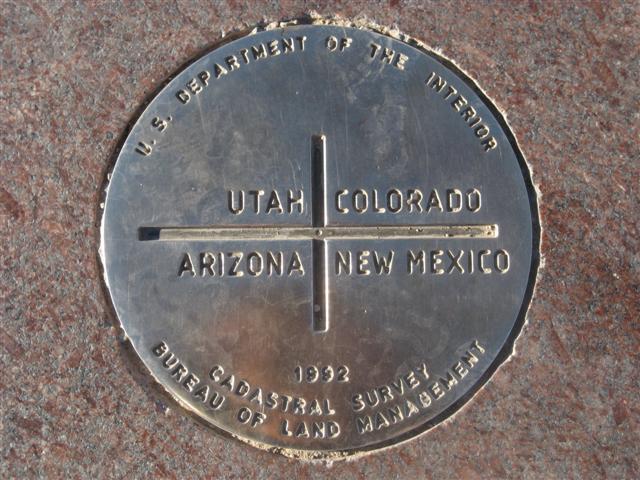 U. S. DEPARTMENT OF THE INTERIOR
UTAH COLORADO
ARIZONA NEW MEXICO
1992
CADASTRAL SURVEY
BUREAU OF LAND MANAGEMENT